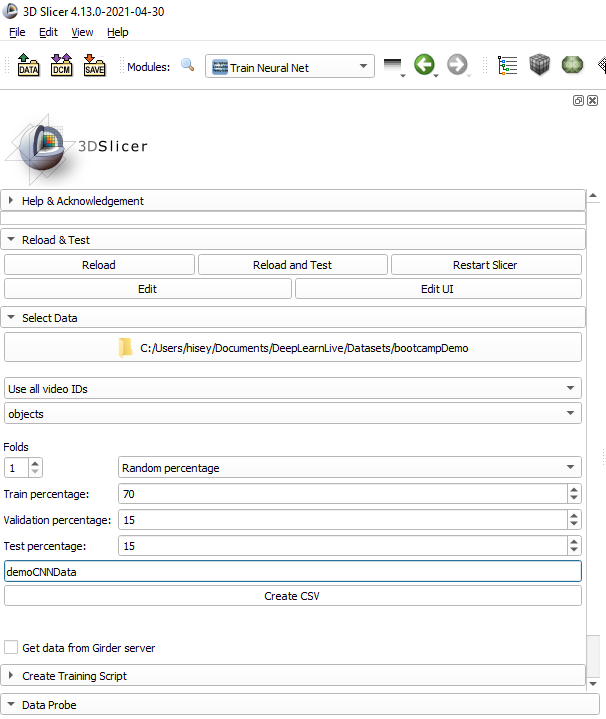 3D Slicer 4.13.0-2021-04-30
File Edit View Help
DATA DCM SAVE Modules: Train Neural Net
3DSlicer
Help & Acknowledgement
Reload & Test
Reload Reload and Test Restart Slicer
Edit Edit UI
Select Data
C:/Users/hisey/Documents/DeepLearnLive/Datasets/bootcampDemo
Use all video IDs
objects
Folds
1 Random percentage
Train percentage: 70
Validation percentage: 15
Test percentage: 15
demoCNNData
Create CSV
Get data from Girder server
Create Training Script
Data Probe